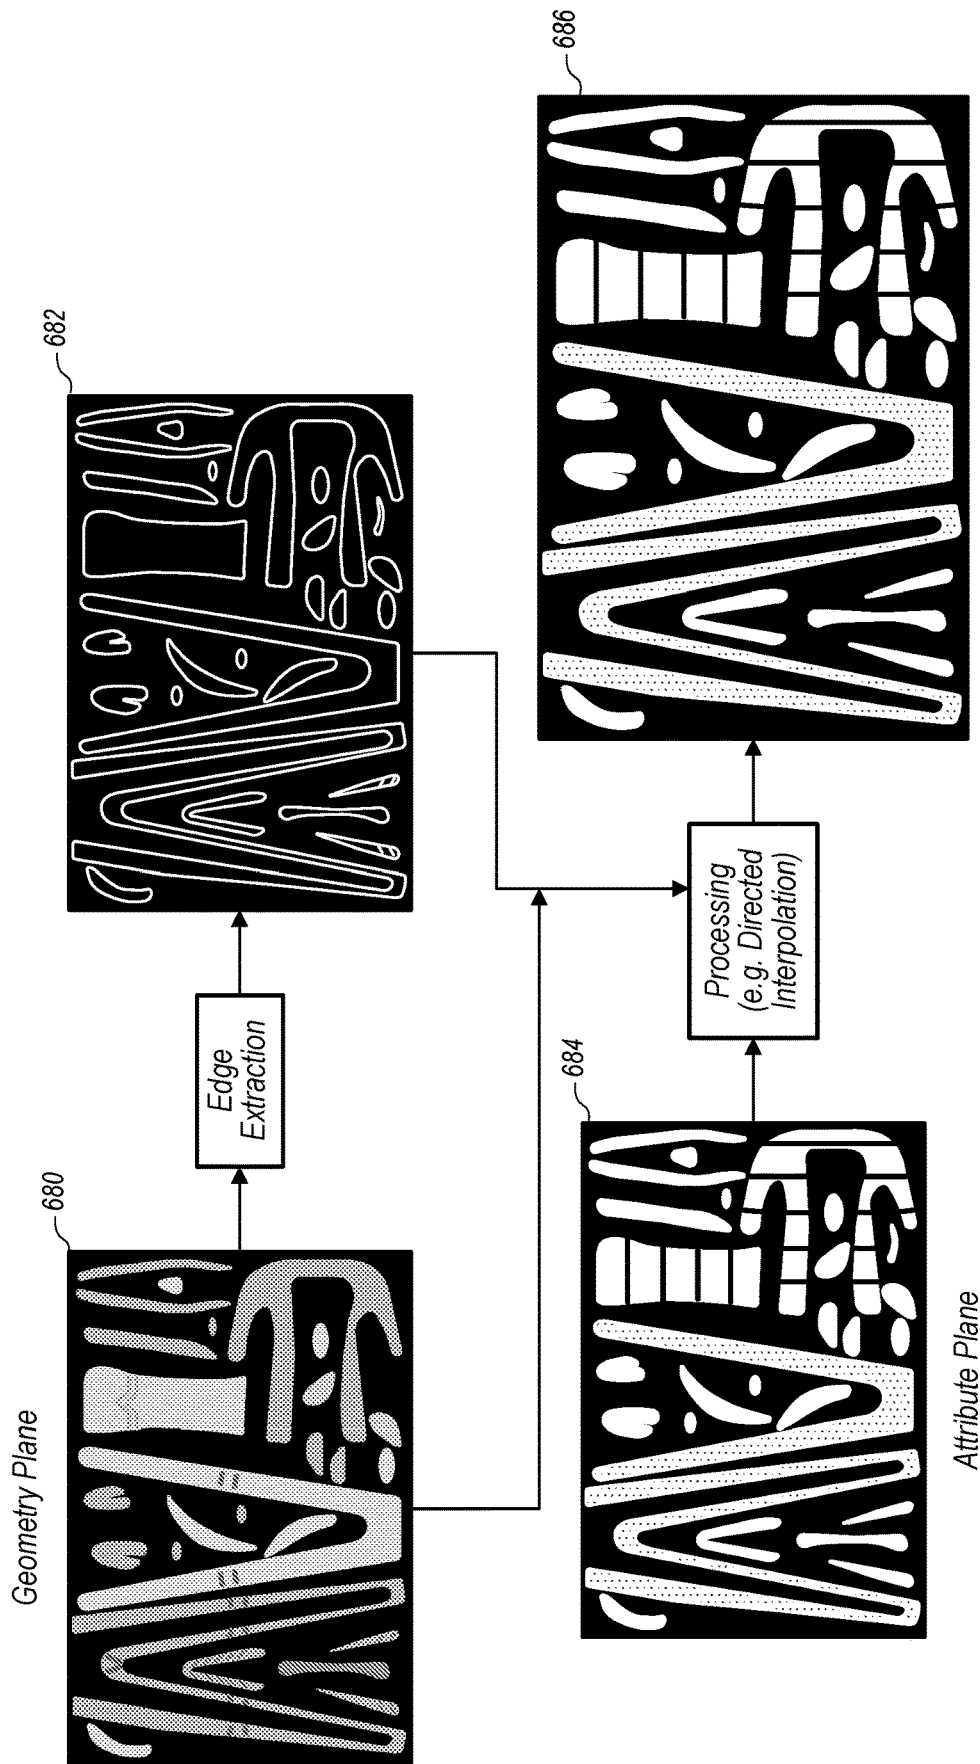 Geometry Plane
680
Edge
Extraction
682
684
Attribute Plane
Processing
(e.g. Directed
Interpolation)
686